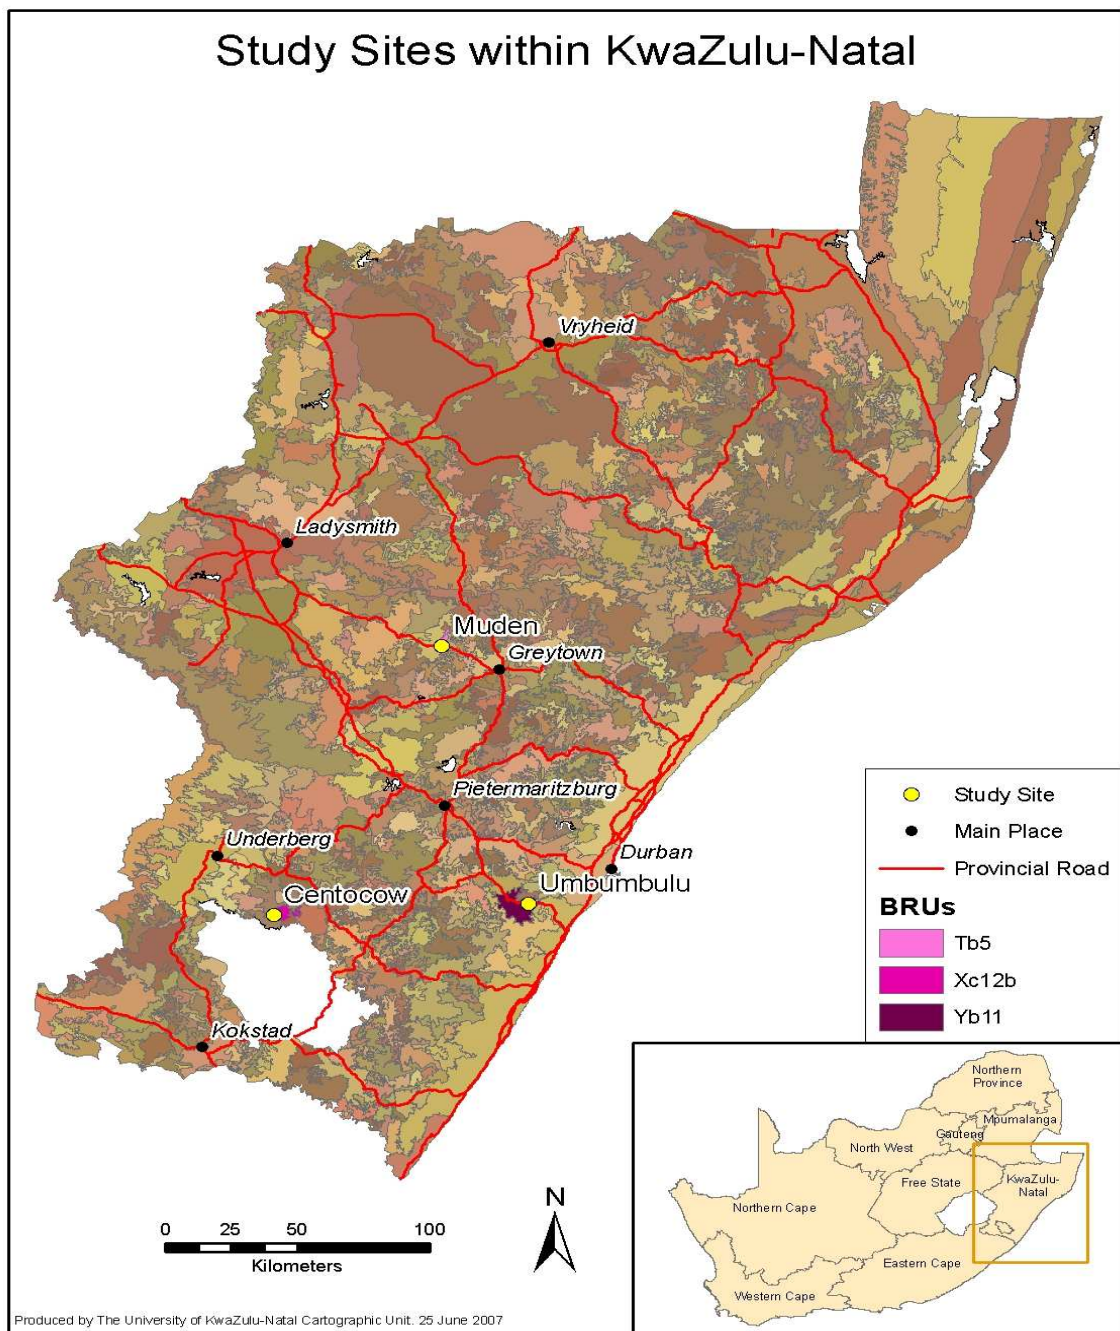 Study Sites within KwaZulu-Natal
Vryheid
Ladysmith
Muden
Greytown
Pietermaritzburg
Underberg
Durban
Centocow
Umbumbulu
Kokstad
Study Site
Main Place
Provincial Road
BRUs
Tb5
Xc12b
Yb11
N
0 25 50 100
Kilometers
Northern
Province
Mpumalanga
Gauteng
North West
Free State
KwaZulu-
Natal
Northern Cape
Eastern Cape
Western Cape
Produced by The University of KwaZulu-Natal Cartographic Unit. 25 June 2007